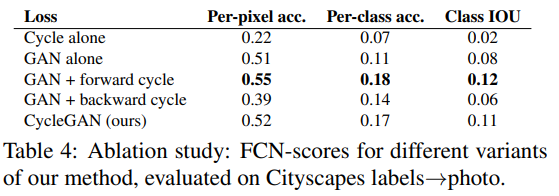 Loss Per-pixel acc. Per-class acc. Class IOU
Cycle alone 0.22 0.07 0.02
GAN alone 0.51 0.11 0.08
GAN + forward cycle 0.55 0.18 0.12
GAN + backward cycle 0.39 0.14 0.06
CycleGAN (ours) 0.52 0.17 0.11
Table 4: Ablation study: FCN-scores for different variants
of our method, evaluated on Cityscapes labels→photo.